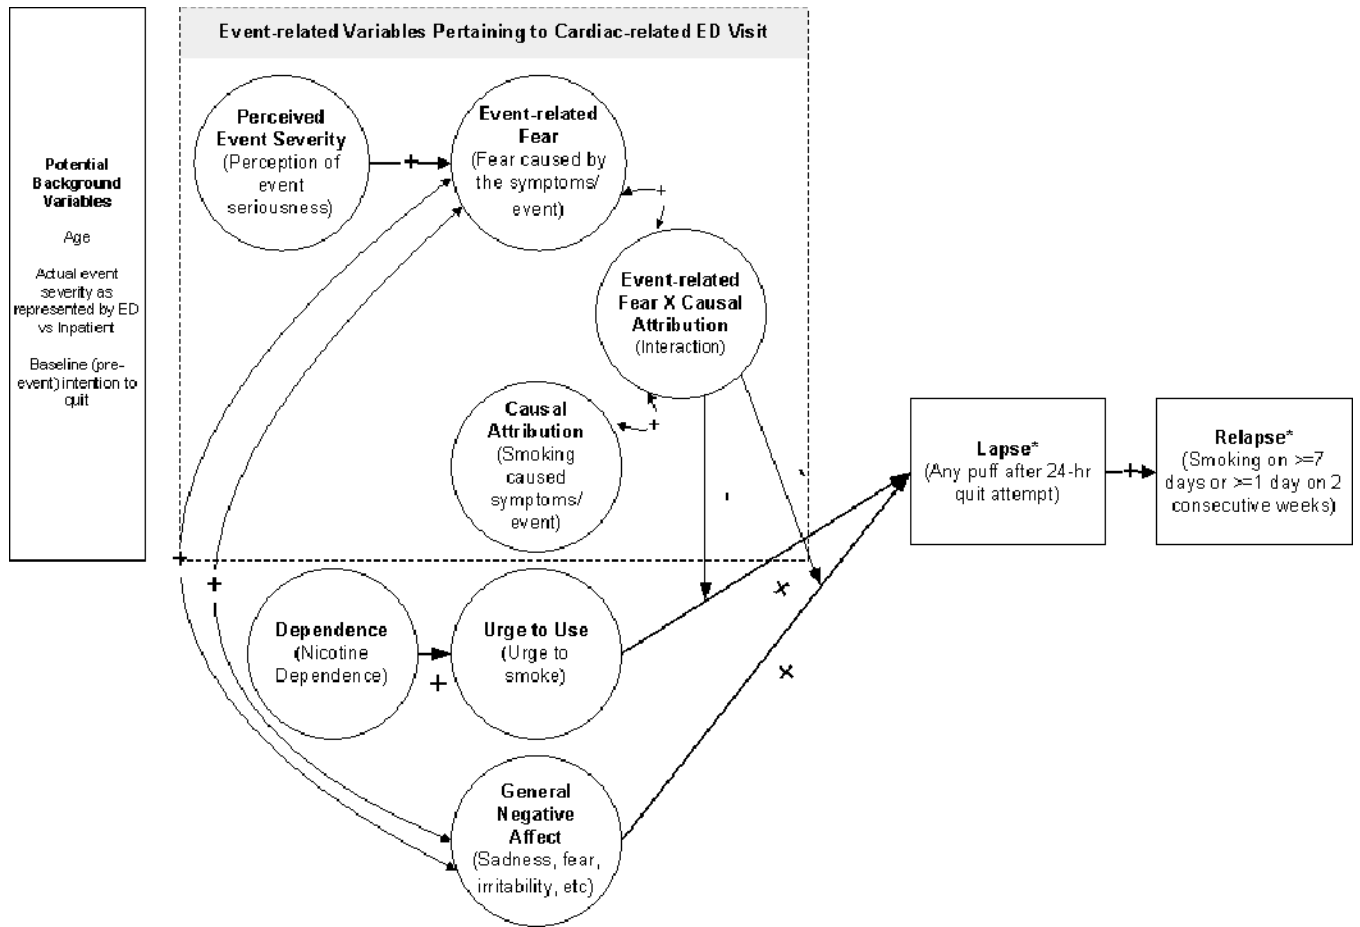 Event-related Variables Pertaining to Cardiac-related ED Visit
Potential
Background
Variables
Age
Actual event
severity as
represented by ED
vs Inpatient
Baseline (pre-
event) intention to
quit
Perceived
Event Severity
(Perception of
event
seriousness)
+
Event-related
Fear
(Fear caused by
the symptoms/
event)
+
Event-related
Fear X Causal
Attribution
(Interaction)
+
Causal
Attribution
(Smoking
caused
symptoms/
event)
Lapse*
(Any puff after 24-hr
quit attempt)
+
Relapse*
(Smoking on >=7
days or >=1 day on 2
consecutive weeks)
+
+
Dependence
(Nicotine
Dependence)
+
Urge to Use
(Urge to
smoke)
+
+
General
Negative
Affect
(Sadness, fear,
irritability, etc)